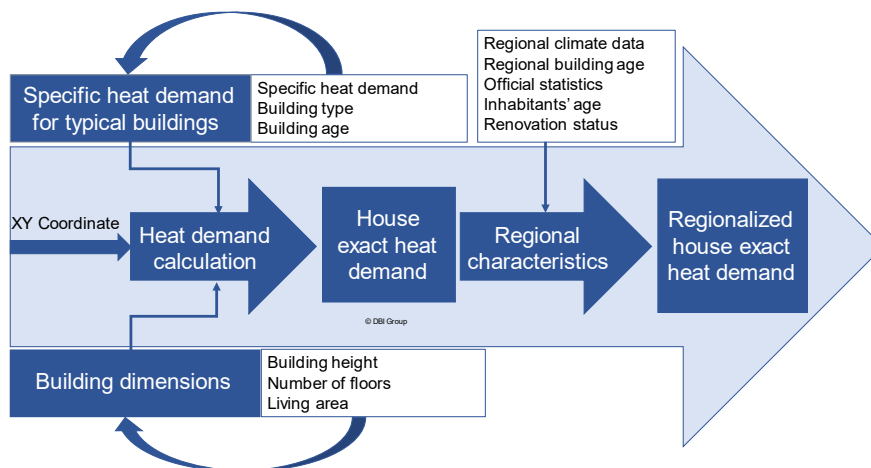 Specific heat demand
for typical buildings
Specific heat demand
Building type
Building age
Regional climate data
Regional building age
Official statistics
Inhabitants’ age
Renovation status
XY Coordinate
Heat demand
calculation
House
exact heat
demand
Regional
characteristics
Regionalized
house exact
heat demand
© DBI Group
Building dimensions
Building height
Number of floors
Living area